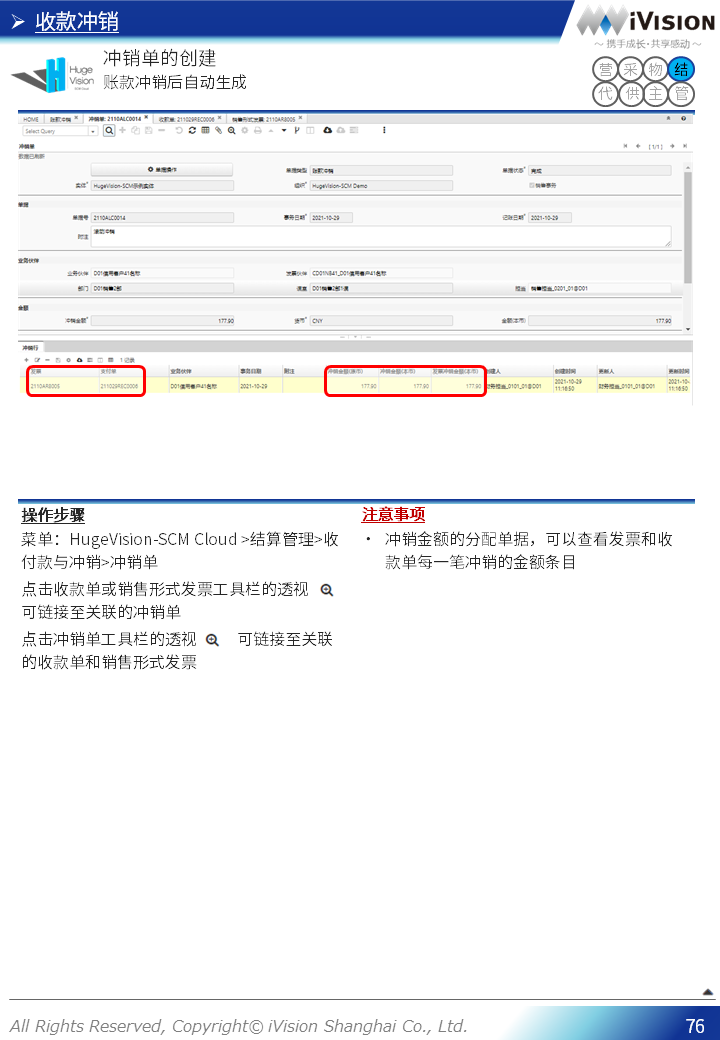 ➢ 收款冲销
iVision
～ 携手成长·共享感动 ～
冲销单的创建
账款冲销后自动生成
Huge
Vision
营 采 物 结
代 供 主 管
HOME 账款冲销 冲销单: 2110ALC0014 收款单: 211029REC0006 销售形式发票: 2110AR8005
Select Query
冲销单
[ 1/1 ]
数据已刷新
单据操作 单据类型 账款冲销 单据状态* 完成
实体* HugeVision-SCM示例实体 组织* HugeVision-SCM Demo 销售事务
单据
单据号 2110ALC0014 事务日期* 2021-10-29 记账日期* 2021-10-29
附注 账款冲销
业务伙伴
业务伙伴 D01信用客户41名称 发票伙伴 CD01N841_D01信用客户41名称
部门 D01销售2部 课室 D01销售2部1课 担当 销售担当_0201_01@D01
金额
冲销金额* 177.90 货币* CNY 金额(本币) 177.90
冲销行
1 记录
发票 支付单 业务伙伴 事务日期 附注 冲销金额(原币) 冲销金额(本币) 发票冲销金额(本币) 创建人 创建时间 更新人 更新时间
2110AR8005 211029REC0006 D01信用客户41名称 2021-10-29 177.90 177.90 177.90 财务担当_0101_01@D01 2021-10-29 11:16:50 财务担当_0101_01@D01 2021-10- 11:16:50
操作步骤
菜单：HugeVision-SCM Cloud >结算管理>收
付款与冲销>冲销单
点击收款单或销售形式发票工具栏的透视
可链接至关联的冲销单
点击冲销单工具栏的透视 可链接至关联
的收款单和销售形式发票
注意事项
• 冲销金额的分配单据，可以查看发票和收
款单每一笔冲销的金额条目
All Rights Reserved, Copyright© iVision Shanghai Co., Ltd.
76